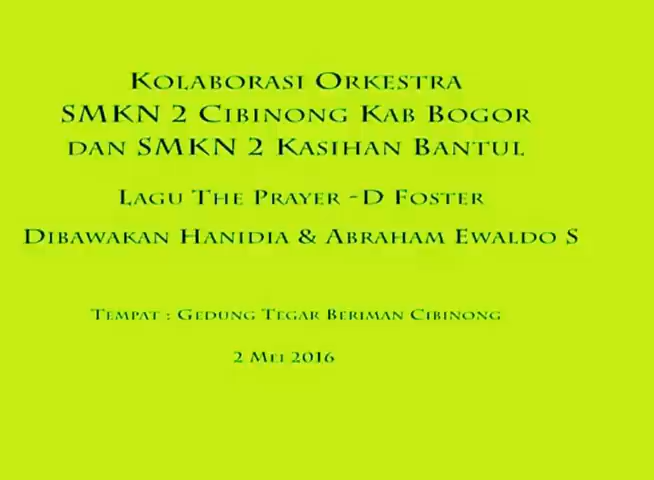 Kolaborasi Orkestra
SMKN 2 Cibinong Kab Bogor
dan SMKN 2 Kasihan Bantul
Lagu The Prayer -D Foster
Dibawakan Hanidia & Abraham Ewaldo S
Tempat : Gedung Tegar Beriman Cibinong
2 Mei 2016